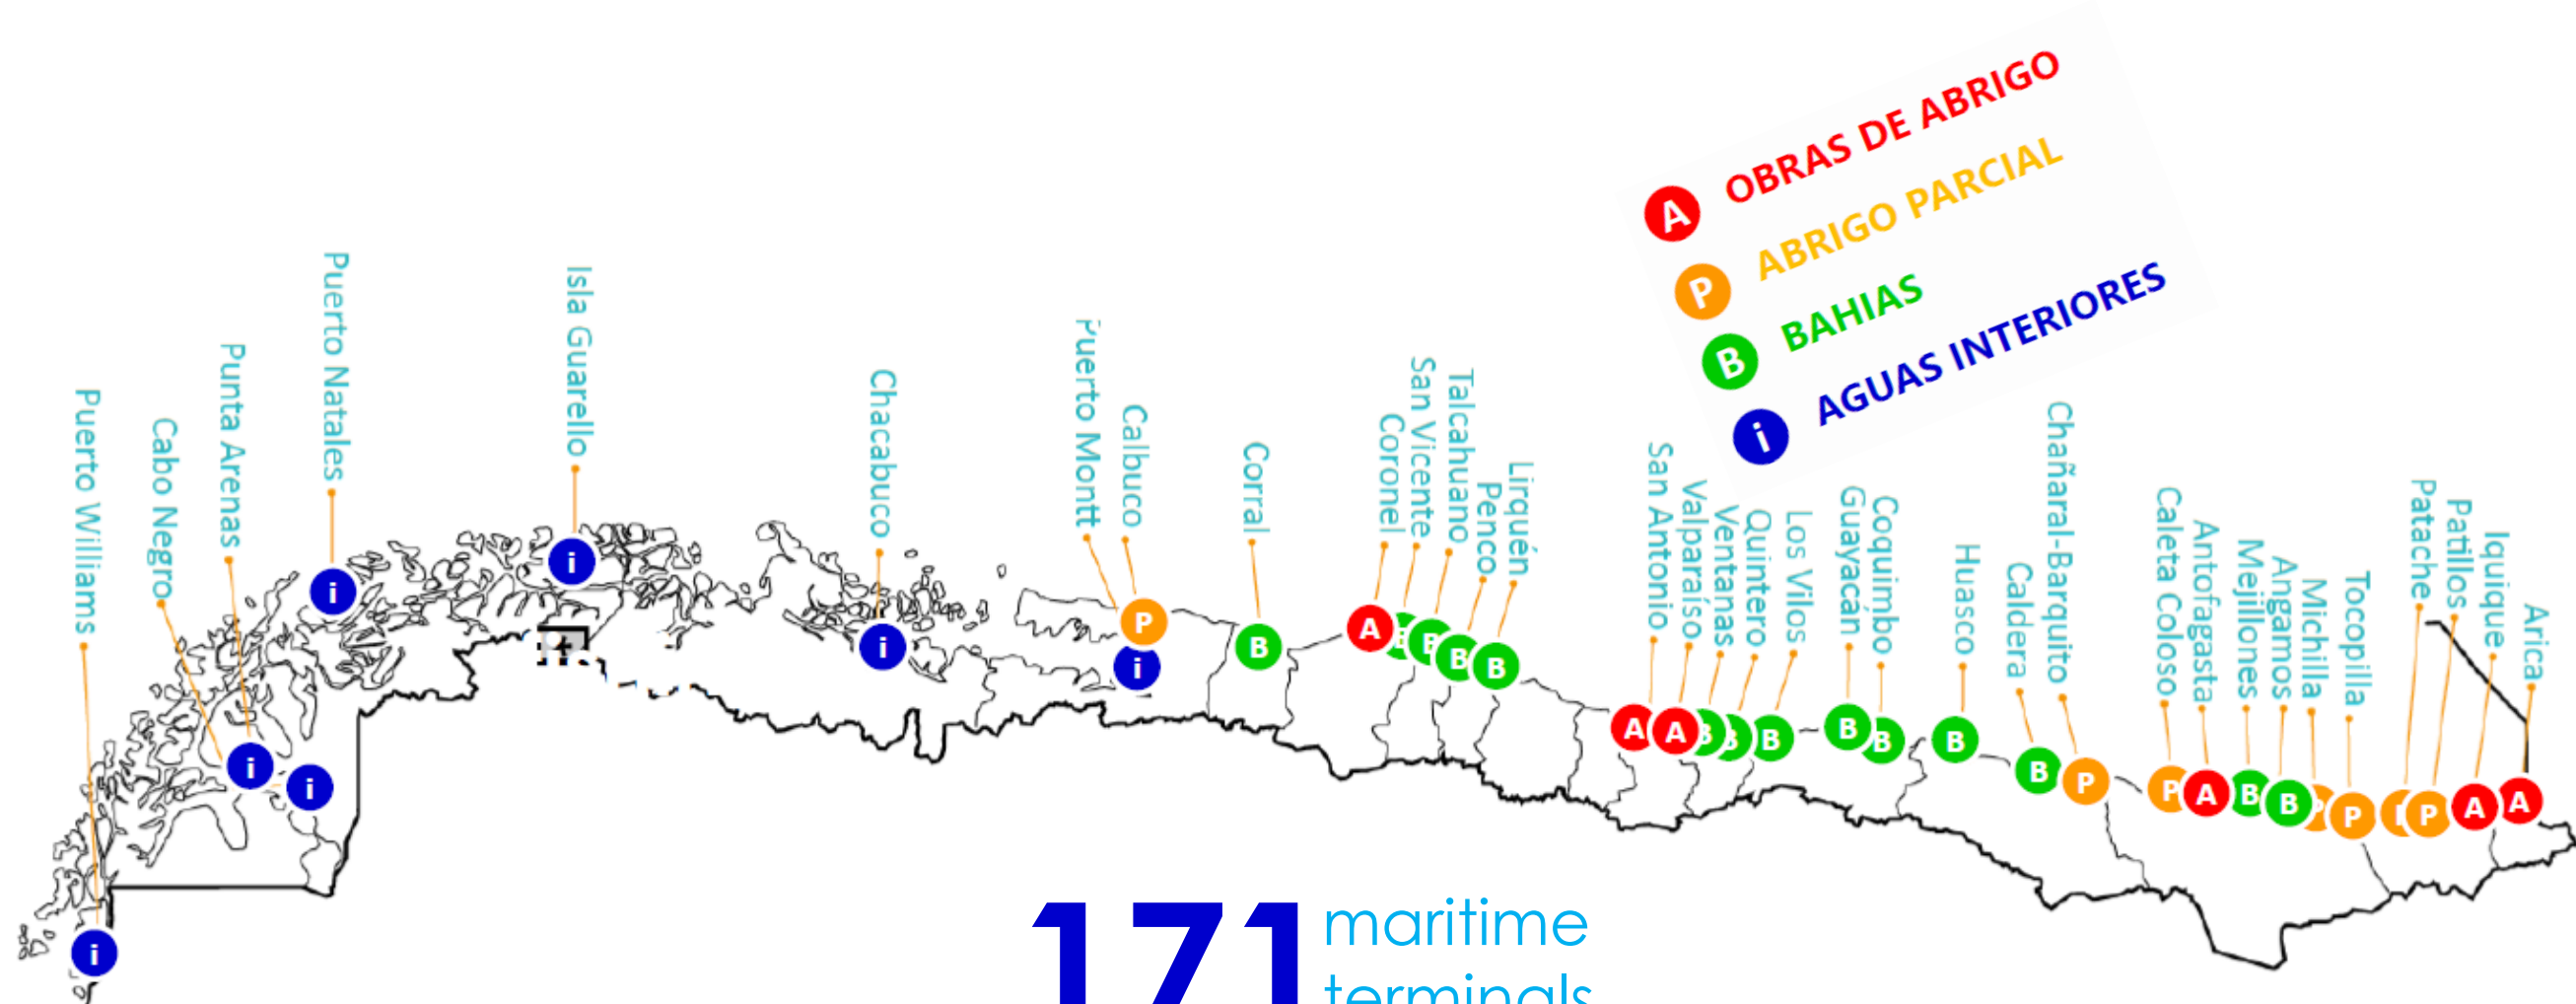 A OBRAS DE ABRIGO
P ABRIGO PARCIAL
B BAHIAS
i AGUAS INTERIORES
Puerto Williams
Cabo Negro
Punta Arenas
Puerto Natales
Isla Guarello
Chacabuco
Puerto Montt
Calbuco
Corral
Coronel
San Vicente
Talcahuano
Penco
Lirquén
San Antonio
Valparaíso
Ventanas
Quintero
Los Vilos
Guayacán
Coquimbo
Huasco
Caldera
Chañaral-Barquito
Caleta Coloso
Antofagasta
Mejillones
Angamos
Michilla
Tocopilla
Patache
Patillos
Iquique
Arica
i
i
i
i
i
i
P
i
B
A
B
B
B
B
A
A
B
B
B
B
B
B
B
P
P
A
B
B
P
P
P
P
A
A
171 maritime
terminals